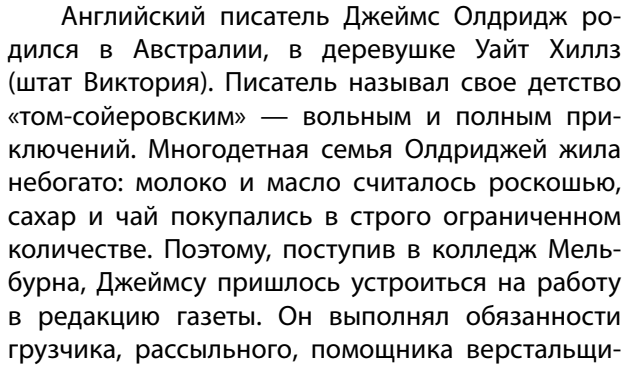 Английский писатель Джеймс Олдридж ро-
дился в Австралии, в деревушке Уайт Хиллз
(штат Виктория). Писатель называл свое детство
«том-сойеровским» — вольным и полным при-
ключений. Многодетная семья Олдриджей жила
небогато: молоко и масло считалось роскошью,
сахар и чай покупались в строго ограниченном
количестве. Поэтому, поступив в колледж Мель-
бурна, Джеймсу пришлось устроиться на работу
в редакцию газеты. Он выполнял обязанности
грузчика, рассыльного, помощника верстальщи-